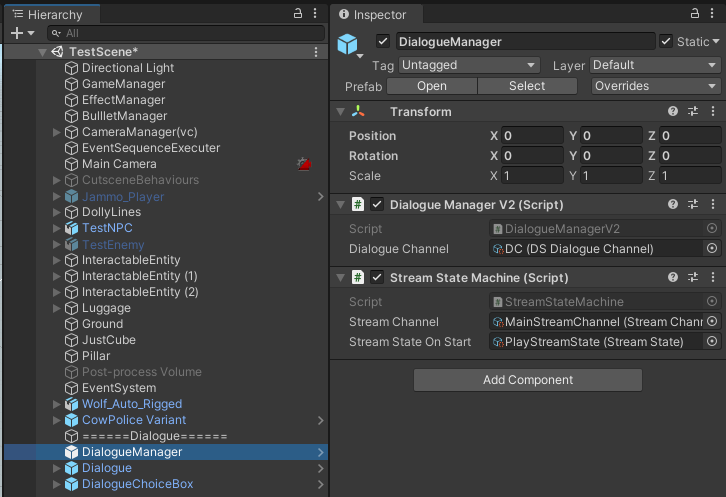 Hierarchy
All
TestScene*
Directional Light
GameManager
EffectManager
BullletManager
CameraManager(vc)
EventSequenceExecuter
Main Camera
CutsceneBehaviours
Jammo_Player
DollyLines
TestNPC
TestEnemy
InteractableEntity
InteractableEntity (1)
InteractableEntity (2)
Luggage
Ground
JustCube
Pillar
Post-process Volume
EventSystem
Wolf_Auto_Rigged
CowPolice Variant
======Dialogue======
DialogueManager
Dialogue
DialogueChoiceBox
Inspector
DialogueManager Static
Tag Untagged Layer Default
Prefab Open Select Overrides
Transform
Position X 0 Y 0 Z 0
Rotation X 0 Y 0 Z 0
Scale X 1 Y 1 Z 1
# Dialogue Manager V2 (Script)
Script # DialogueManagerV2
Dialogue Channel DC (DS Dialogue Channel)
# Stream State Machine (Script)
Script # StreamStateMachine
Stream Channel MainStreamChannel (Stream Chann
Stream State On Start PlayStreamState (Stream State)
Add Component